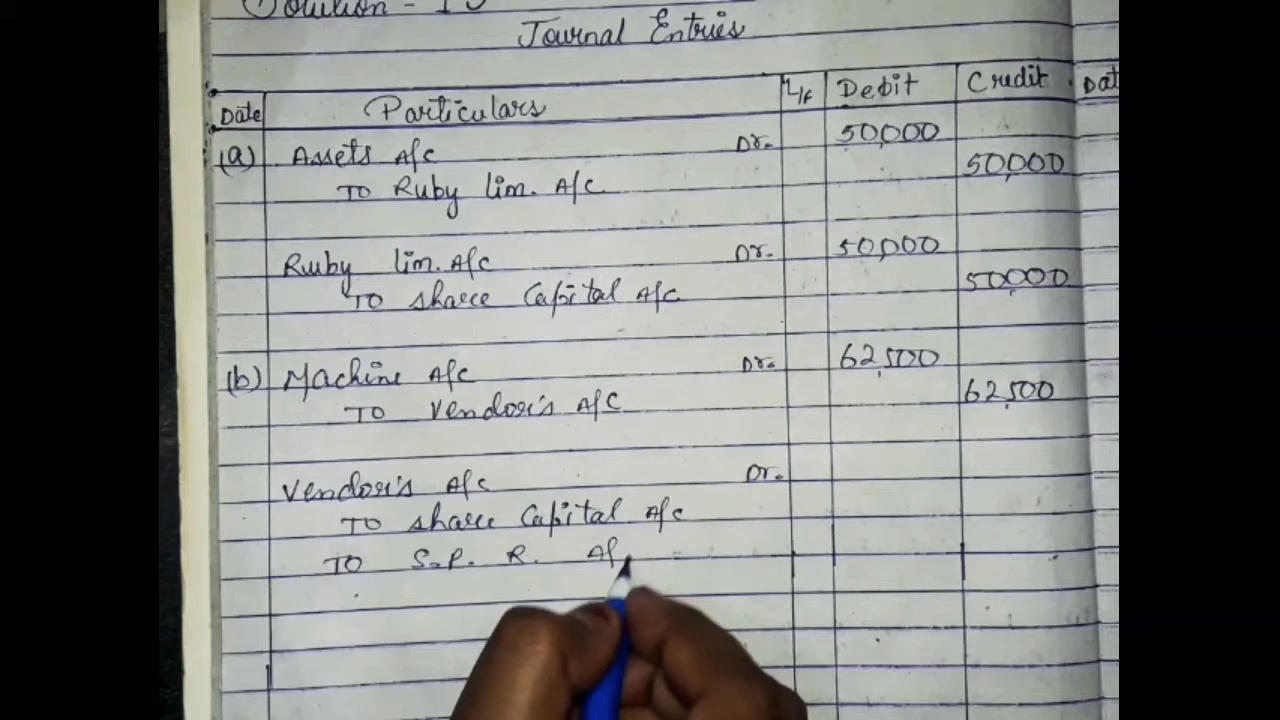 Solution -
Journal Entries
Date Particulars L/F Debit Credit Dat
(a) Assets A/c Dr. 50,000
To Ruby lim. A/c 50,000
Ruby lim. A/c Dr. 50,000
To share Capital A/c 50,000
(b) Machine A/c Dr. 62,500
To Vendor's A/c 62,500
Vendor's A/c Dr.
To share Capital A/c
To S.P. R. A/